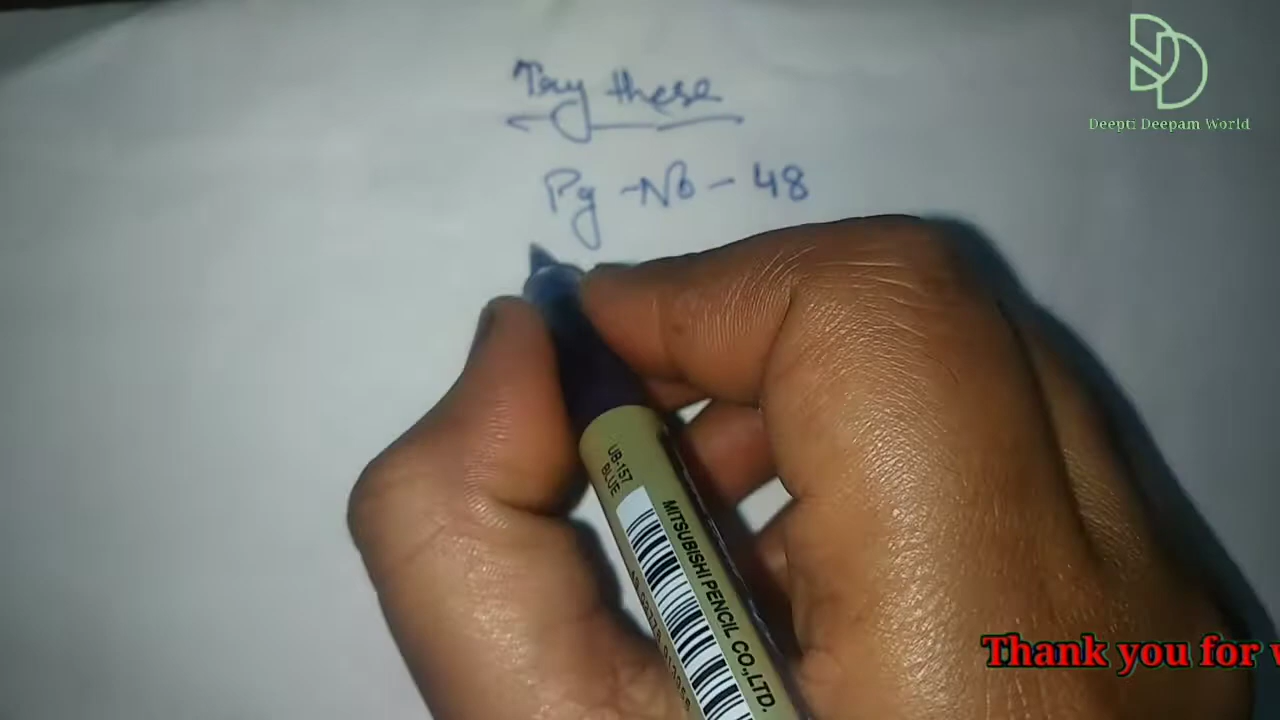 Try these
Pg - No - 48
Deepti Deepam World
UB-157
BLUE
MITSUBISHI PENCIL CO.,LTD.
Thank you for